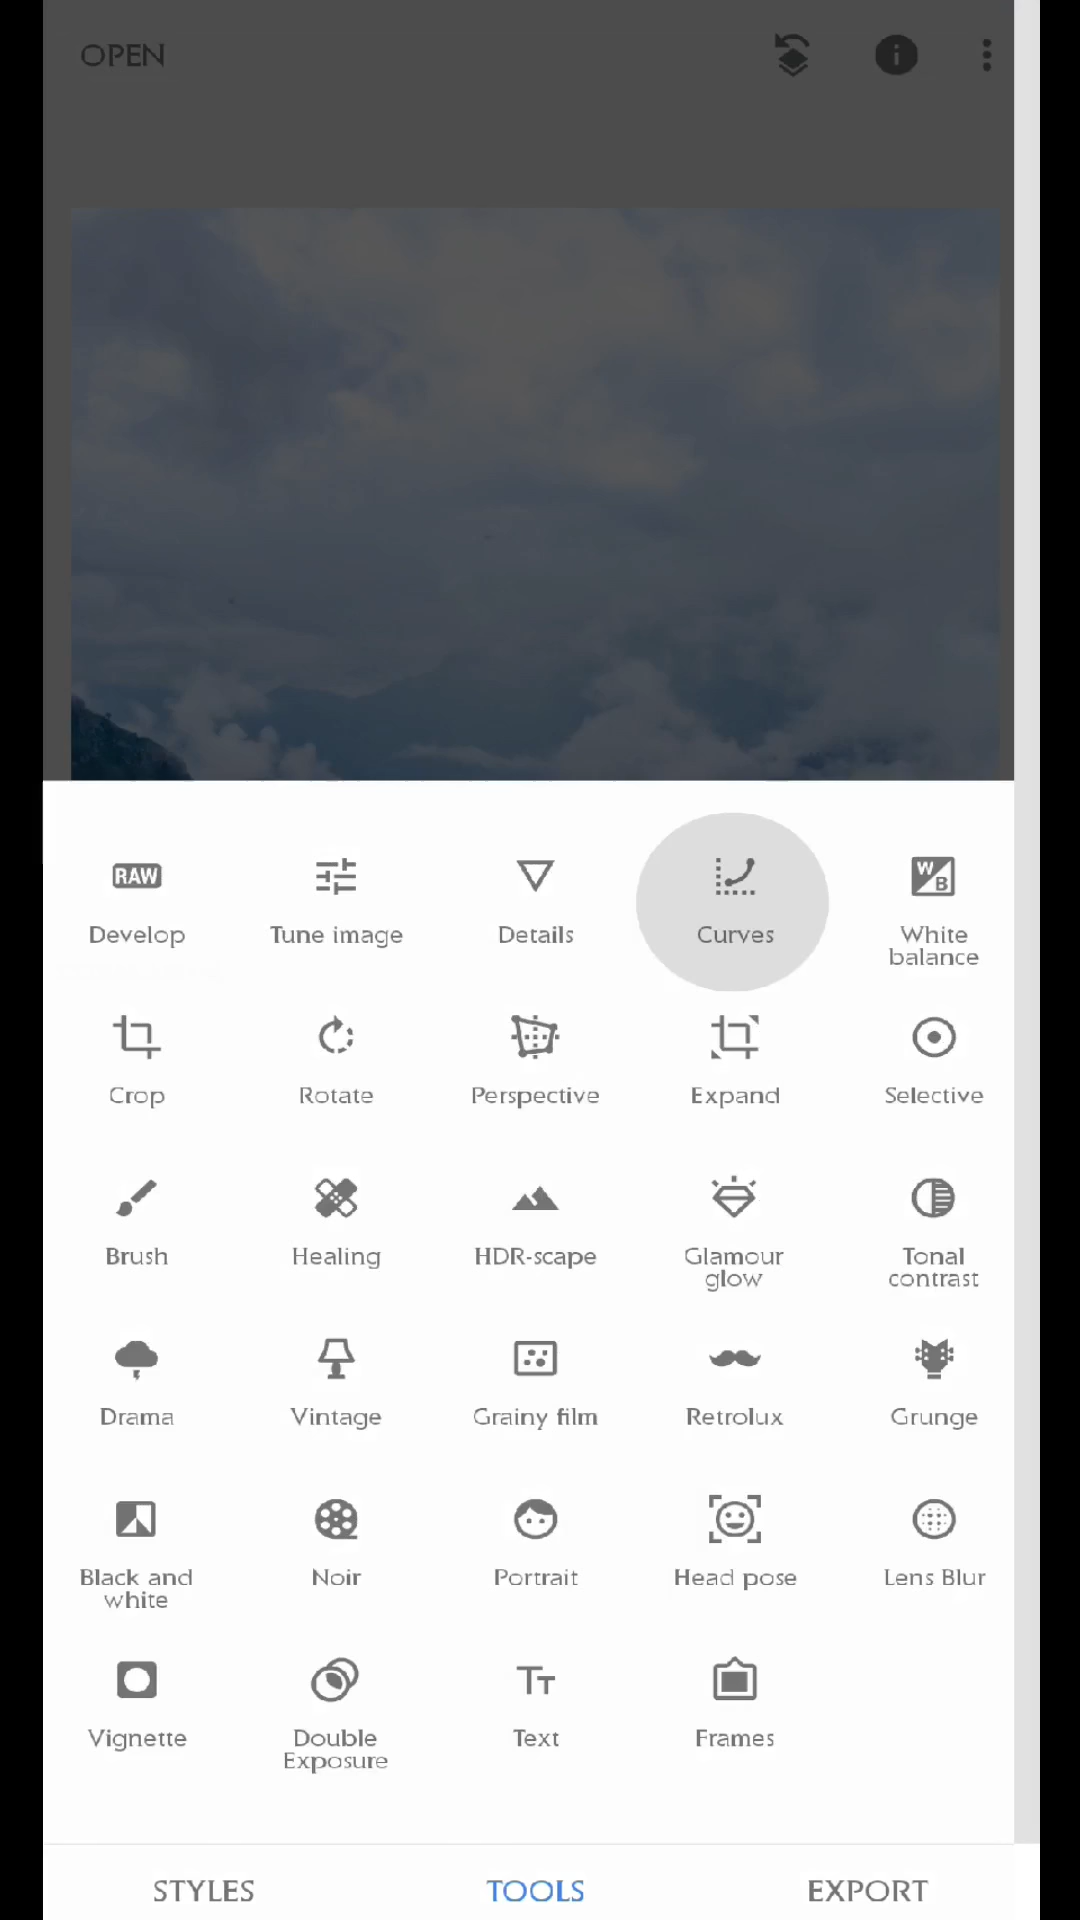 OPEN
RAW
W
B
Develop
Tune image
Details
Curves
White
balance
Crop
Rotate
Perspective
Expand
Selective
Brush
Healing
HDR-scape
Glamour
glow
Tonal
contrast
Drama
Vintage
Grainy film
Retrolux
Grunge
Black and
white
Noir
Portrait
Head pose
Lens Blur
TT
Vignette
Double
Exposure
Text
Frames
STYLES
TOOLS
EXPORT